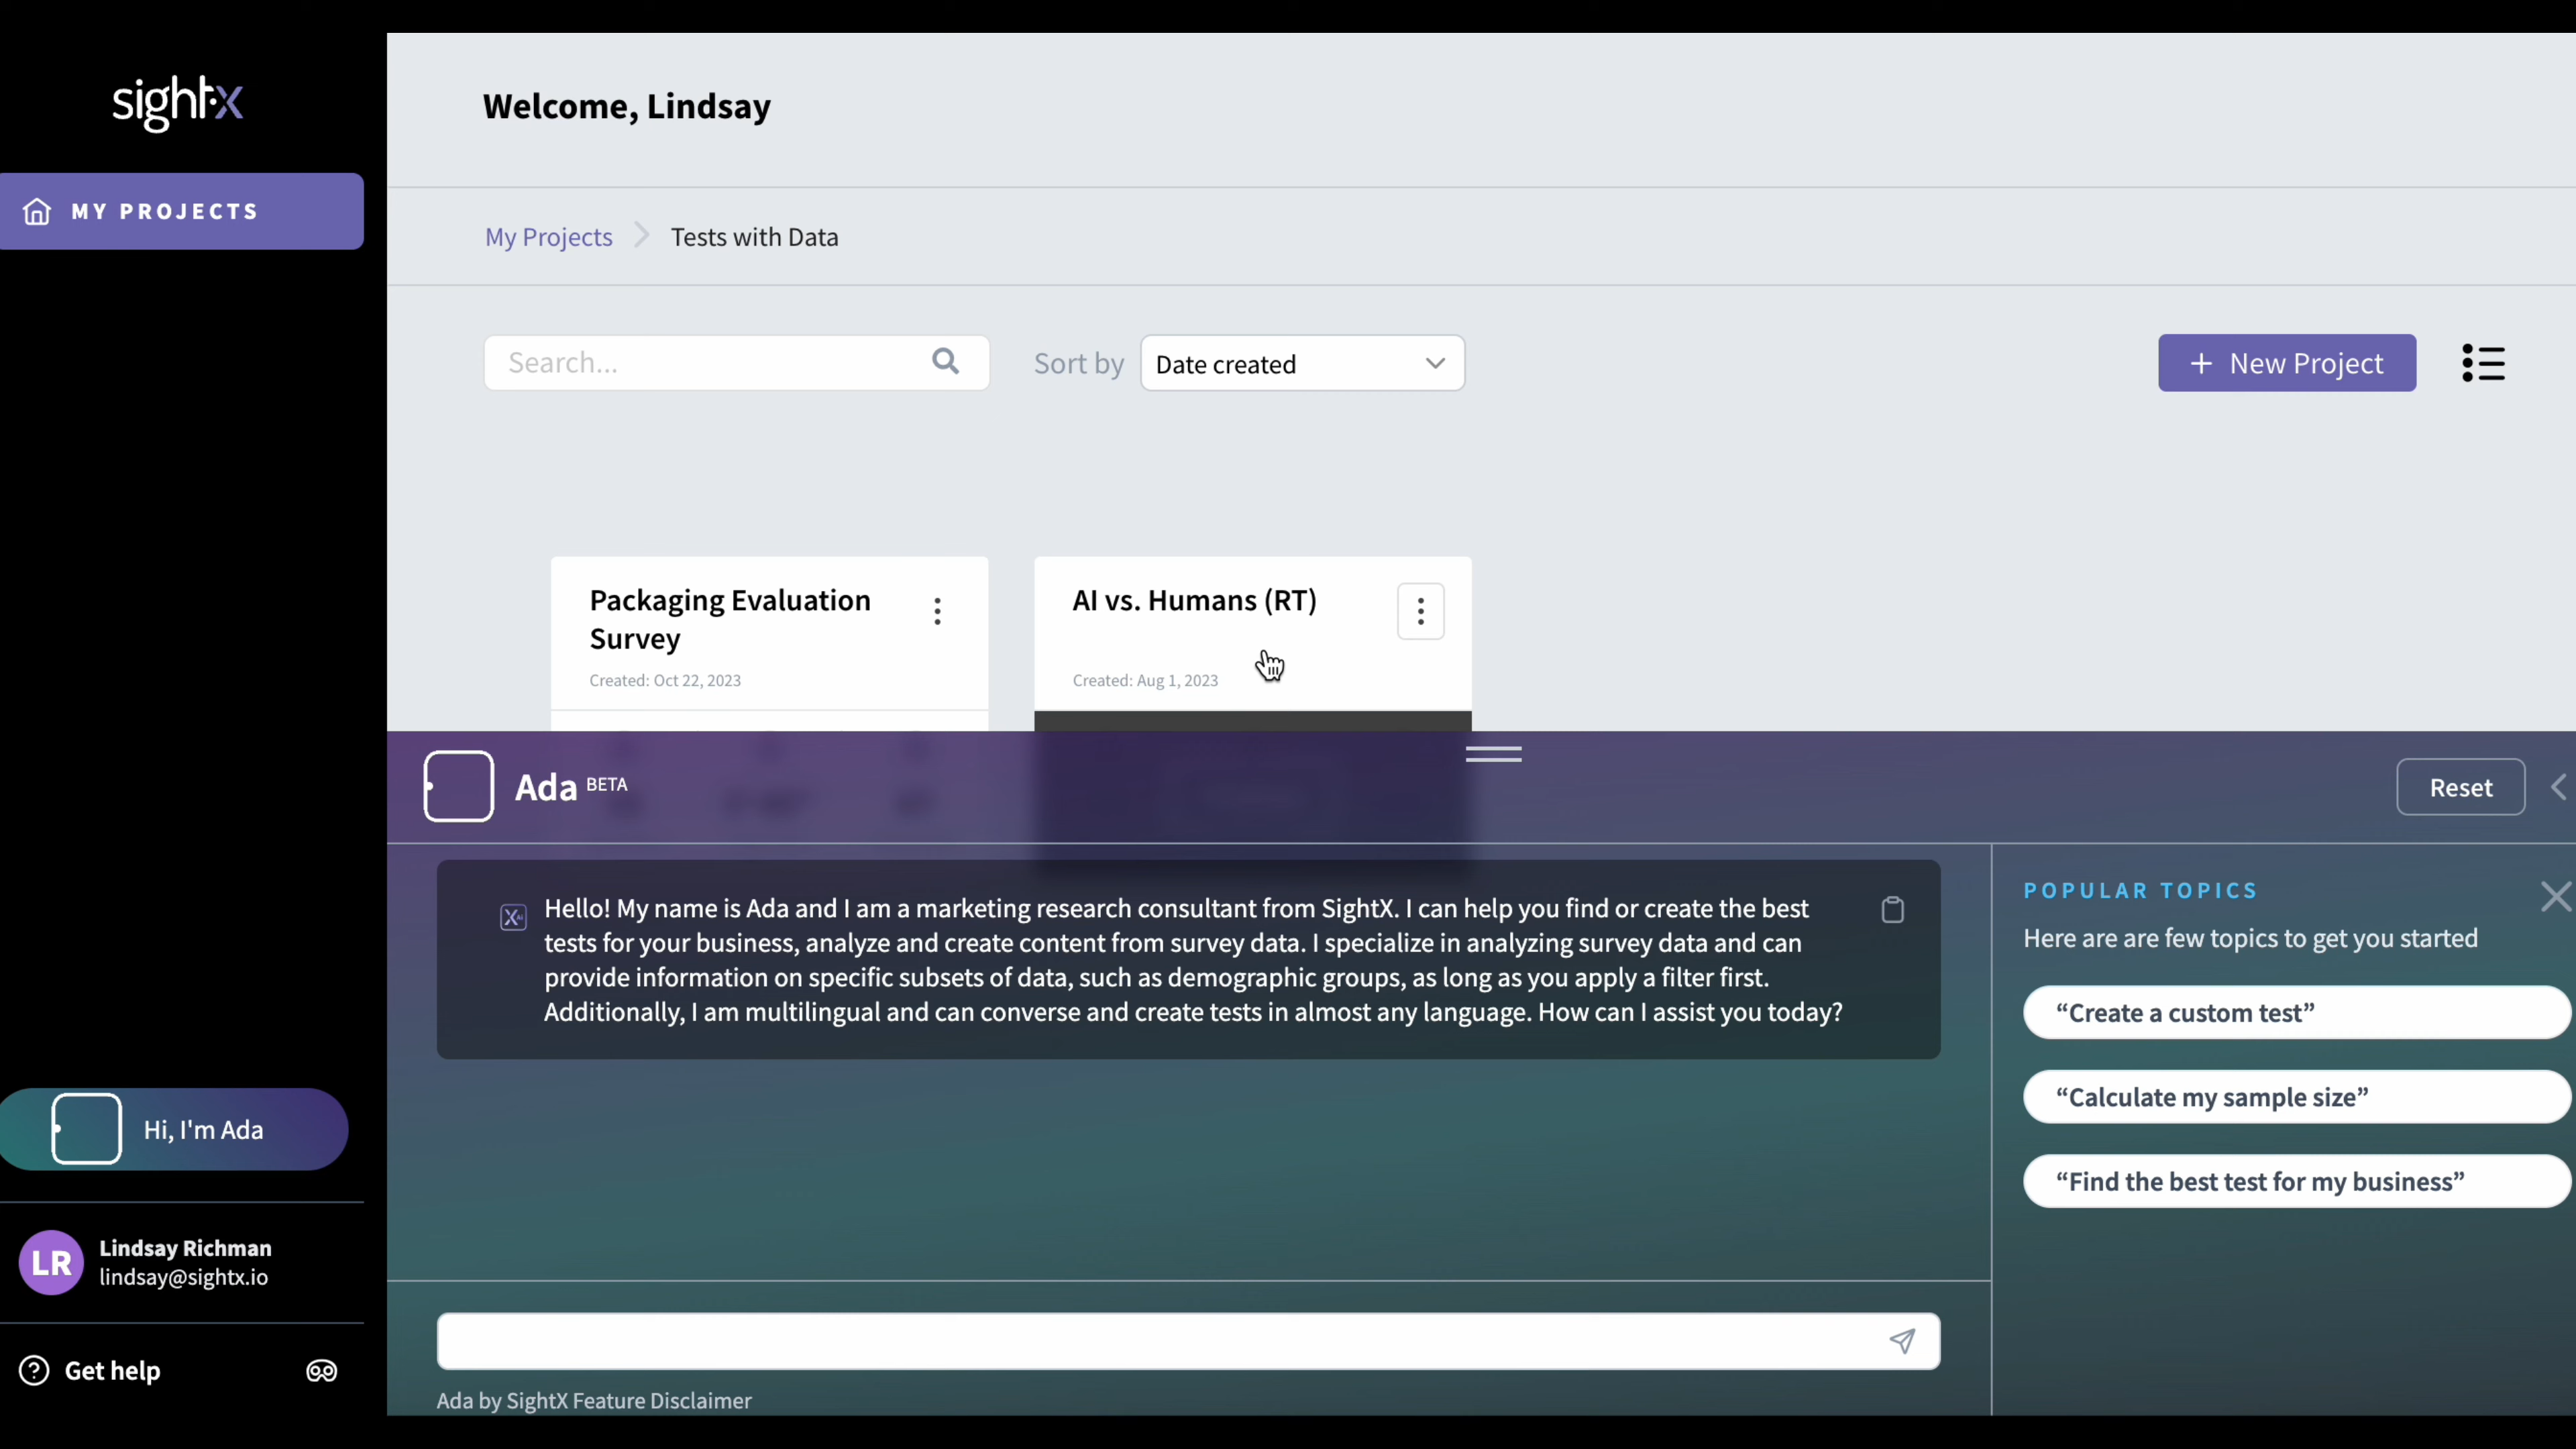 sightx
MY PROJECTS
Welcome, Lindsay
My Projects
Tests with Data
Search...
Sort by
Date created
+ New Project
Packaging Evaluation
Survey
Created: Oct 22, 2023
AI vs. Humans (RT)
Created: Aug 1, 2023
Ada BETA
Reset
Hello! My name is Ada and I am a marketing research consultant from SightX. I can help you find or create the best
tests for your business, analyze and create content from survey data. I specialize in analyzing survey data and can
provide information on specific subsets of data, such as demographic groups, as long as you apply a filter first.
Additionally, I am multilingual and can converse and create tests in almost any language. How can I assist you today?
POPULAR TOPICS
Here are are few topics to get you started
“Create a custom test”
“Calculate my sample size”
“Find the best test for my business”
Hi, I'm Ada
LR
Lindsay Richman
lindsay@sightx.io
Get help
Ada by SightX Feature Disclaimer